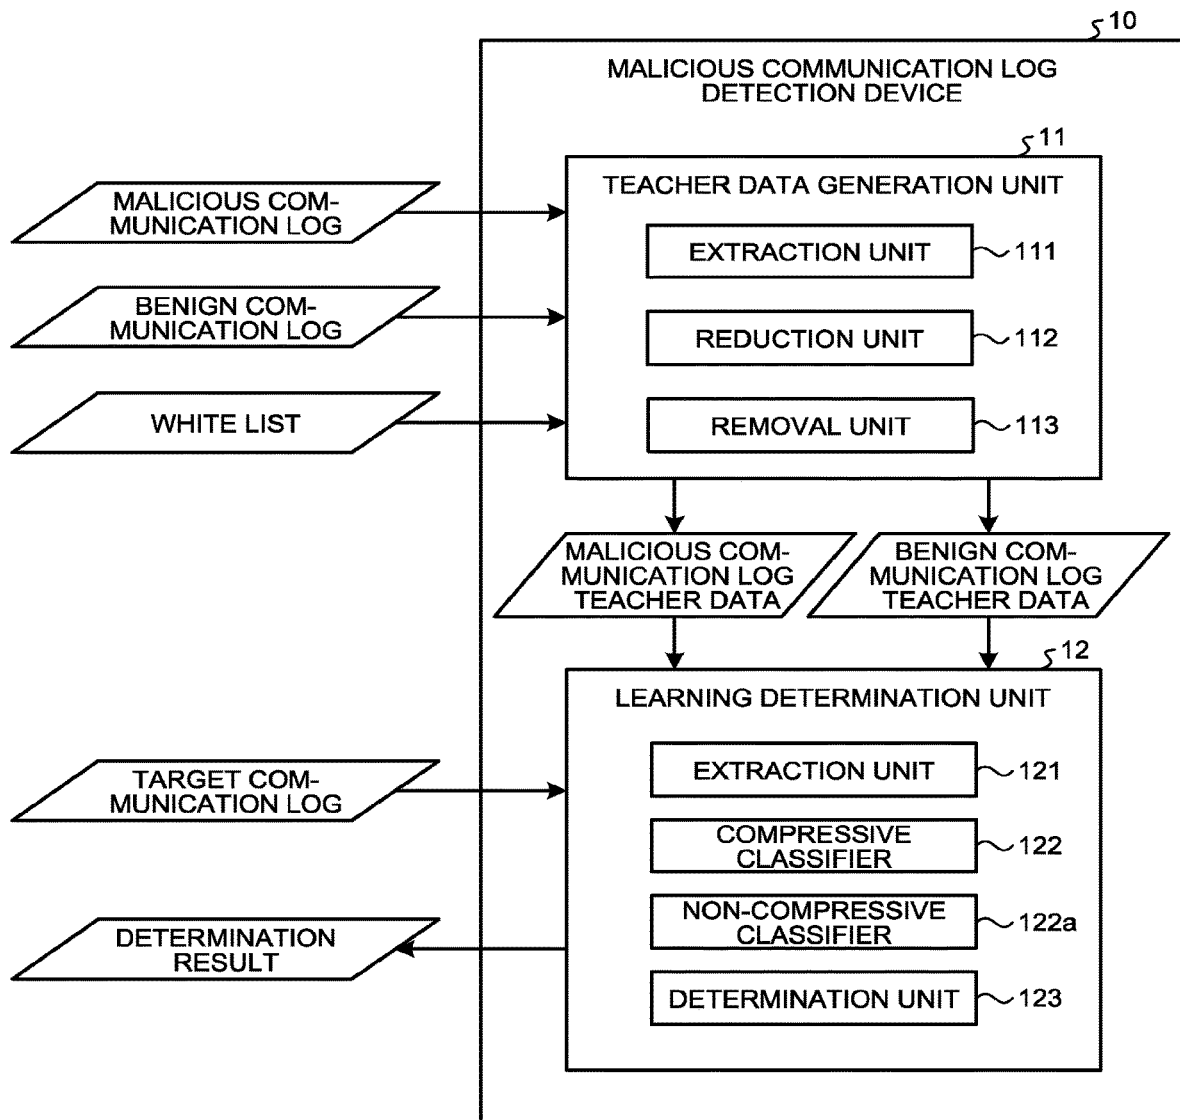 10
MALICIOUS COMMUNICATION LOG
DETECTION DEVICE
11
TEACHER DATA GENERATION UNIT
MALICIOUS COM-
MUNICATION LOG
EXTRACTION UNIT
111
BENIGN COM-
MUNICATION LOG
REDUCTION UNIT
112
WHITE LIST
REMOVAL UNIT
113
MALICIOUS COM-
MUNICATION LOG
TEACHER DATA
BENIGN COM-
MUNICATION LOG
TEACHER DATA
12
LEARNING DETERMINATION UNIT
TARGET COM-
MUNICATION LOG
EXTRACTION UNIT
121
COMPRESSIVE
CLASSIFIER
122
NON-COMPRESSIVE
CLASSIFIER
122a
DETERMINATION
RESULT
DETERMINATION UNIT
123